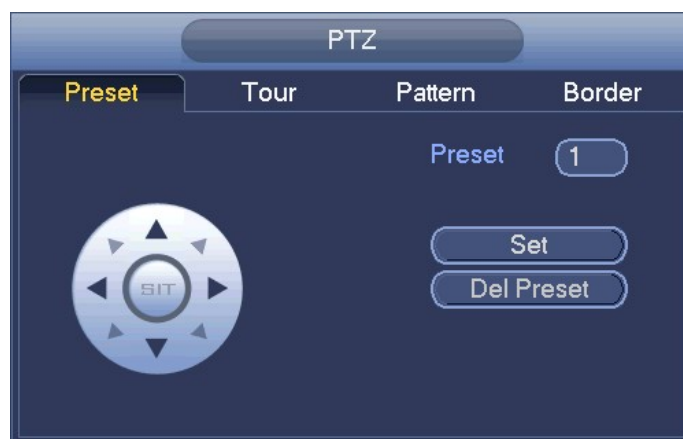 PTZ
Preset Tour Pattern Border
Preset 1
SIT
Set
Del Preset